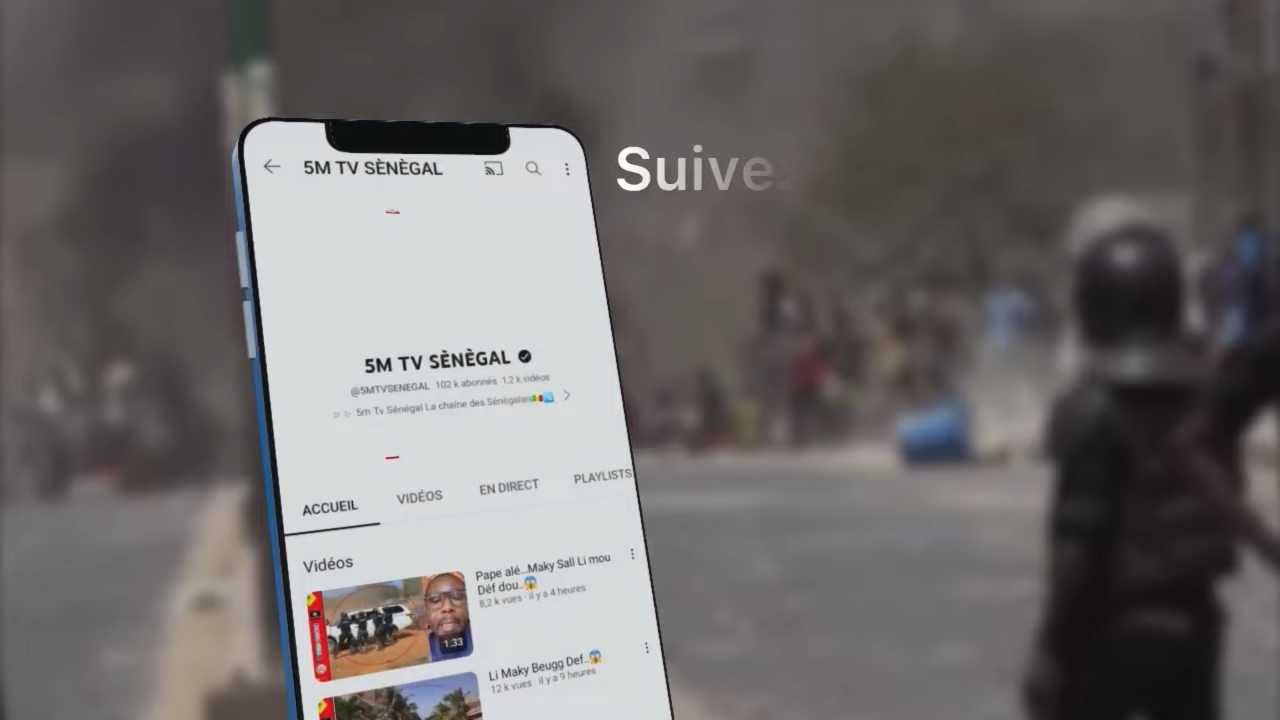 5M TV SÈNÈGAL
Suivez
5M TV SÈNÈGAL
@5MTVSENEGAL 102 k abonnés 1,2 k vidéos
5m Tv Sénégal La chaine des Sénégalais
ACCUEIL VIDÉOS EN DIRECT PLAYLISTS
Vidéos
Pape alé..Maky Sall Li mou
Déf dou..😱
8,2 k vues · il y a 4 heures
1:33
Li Maky Beugg Def..😱
12 k vues · il y a 9 heures